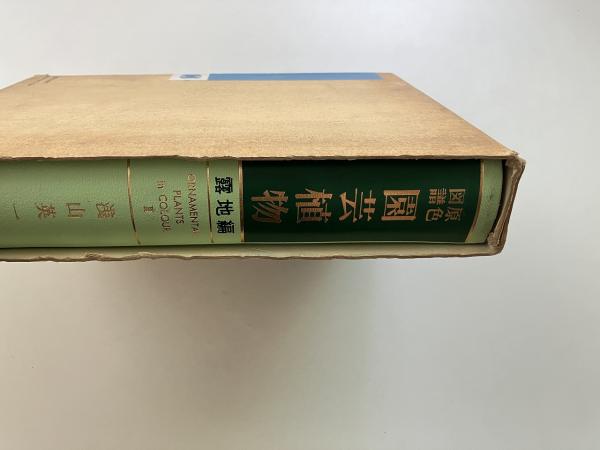 原色
図譜
園芸植物
露地編
ORNAMENTAL
PLANTS
in COLOUR
II
浅山英一